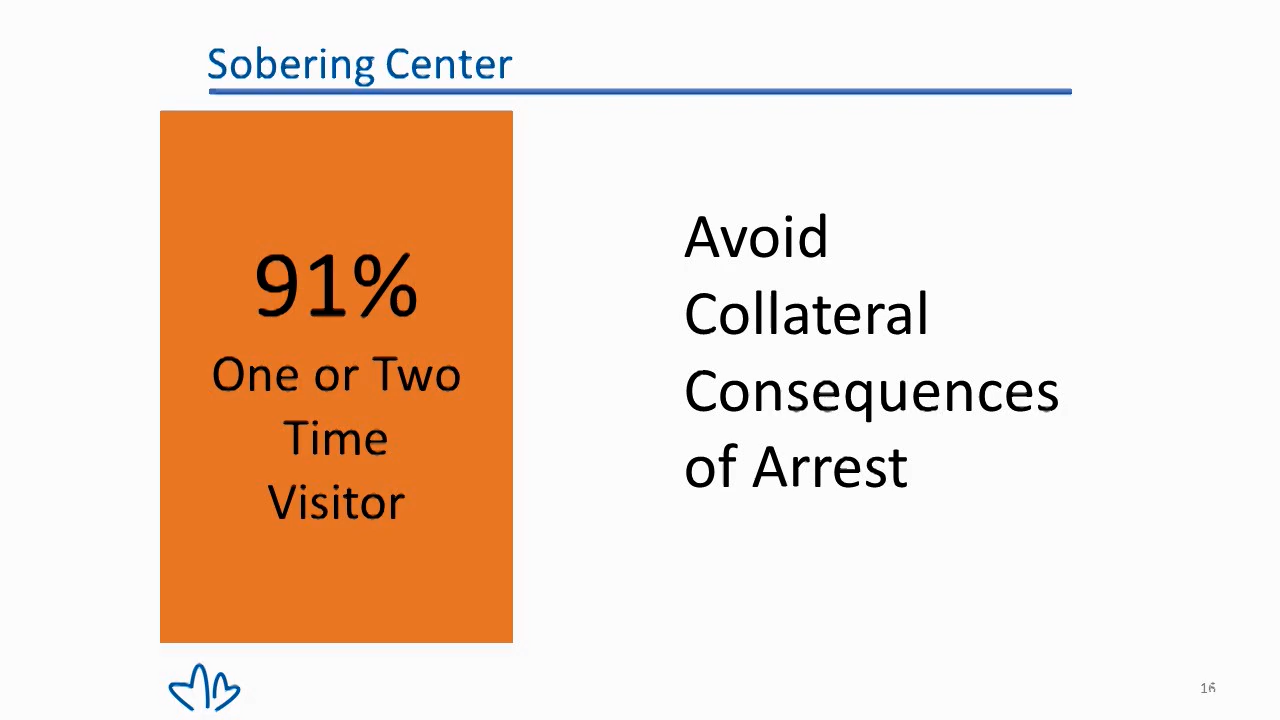 Sobering Center
91%
One or Two
Time
Visitor
Avoid
Collateral
Consequences
of Arrest
16